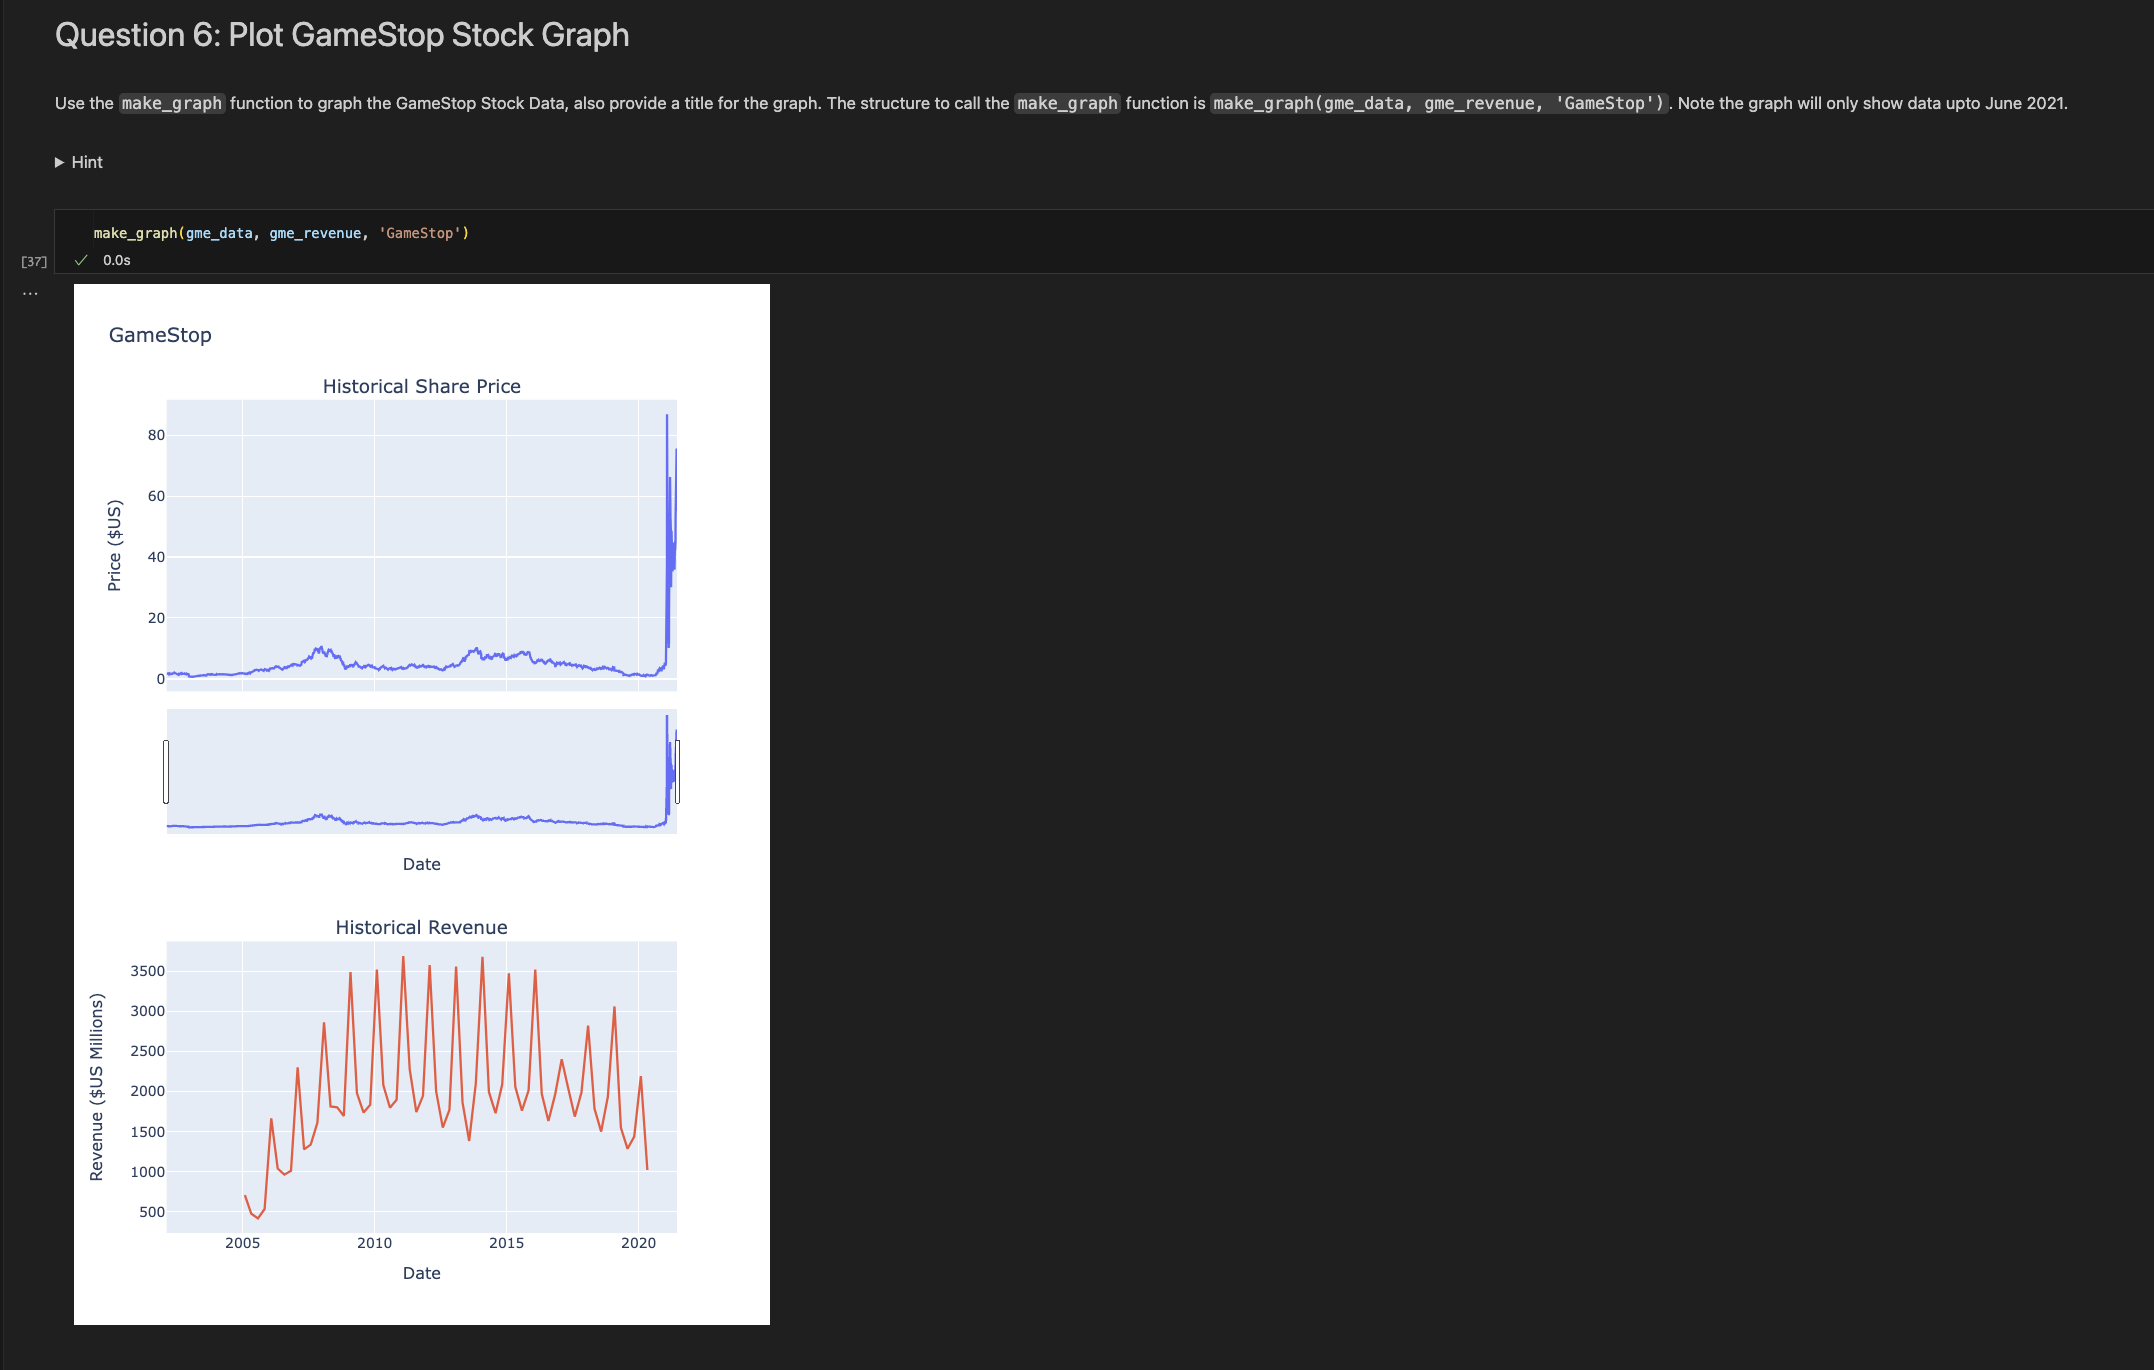 Question 6: Plot GameStop Stock Graph
Use the make_graph function to graph the GameStop Stock Data, also provide a title for the graph. The structure to call the make_graph function is make_graph(gme_data, gme_revenue, 'GameStop'). Note the graph will only show data upto June 2021.
▶ Hint
make_graph(gme_data, gme_revenue, 'GameStop')
[37] ✓ 0.0s
...
GameStop
Historical Share Price
80
60
40
20
0
Price ($US)
Date
Historical Revenue
3500
3000
2500
2000
1500
1000
500
Revenue ($US Millions)
2005 2010 2015 2020
Date